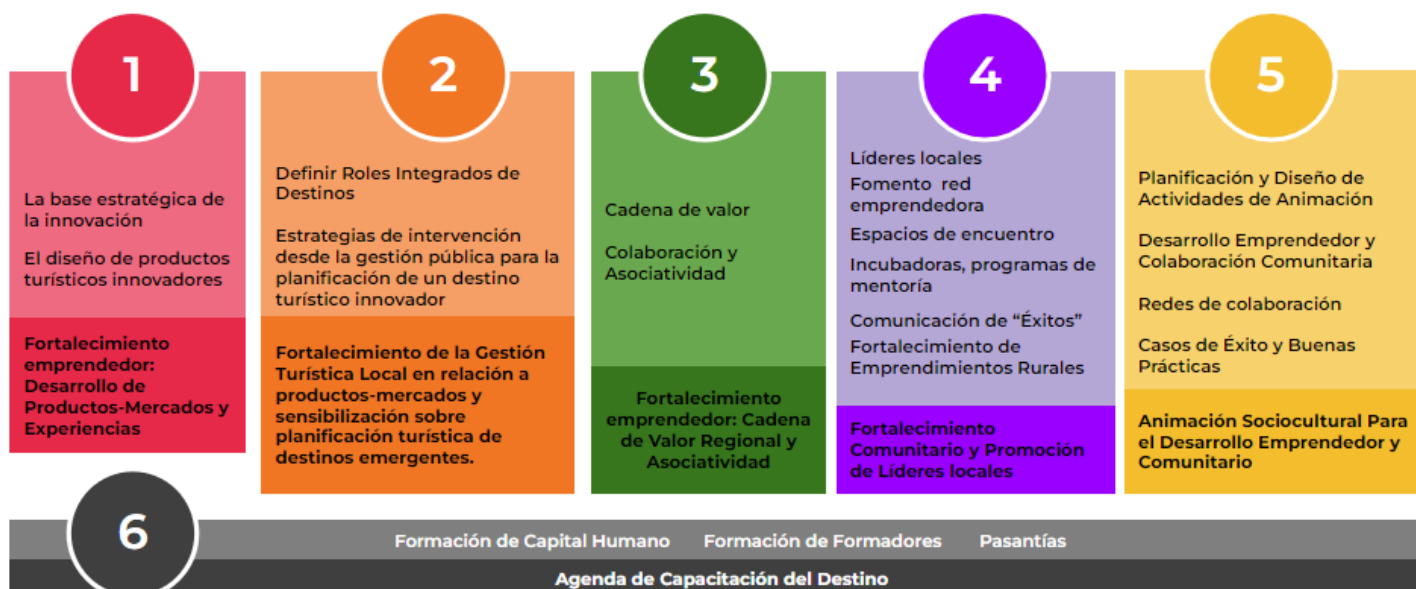 1
La base estratégica de
la innovación
El diseño de productos
turísticos innovadores
Fortalecimiento
emprendedor:
Desarrollo de
Productos-Mercados y
Experiencias
2
Definir Roles Integrados de
Destinos
Estrategias de intervención
desde la gestión pública para la
planificación de un destino
turístico innovador
Fortalecimiento de la Gestión
Turística Local en relación a
productos-mercados y
sensibilización sobre
planificación turística de
destinos emergentes.
3
Cadena de valor
Colaboración y
Asociatividad
Fortalecimiento
emprendedor: Cadena
de Valor Regional y
Asociatividad
4
Líderes locales
Fomento red
emprendedora
Espacios de encuentro
Incubadoras, programas de
mentoría
Comunicación de “Éxitos”
Fortalecimiento de
Emprendimientos Rurales
Fortalecimiento
Comunitario y Promoción
de Líderes locales
5
Planificación y Diseño de
Actividades de Animación
Desarrollo Emprendedor y
Colaboración Comunitaria
Redes de colaboración
Casos de Éxito y Buenas
Prácticas
Animación Sociocultural Para
el Desarrollo Emprendedor y
Comunitario
6
Formación de Capital Humano Formación de Formadores Pasantías
Agenda de Capacitación del Destino